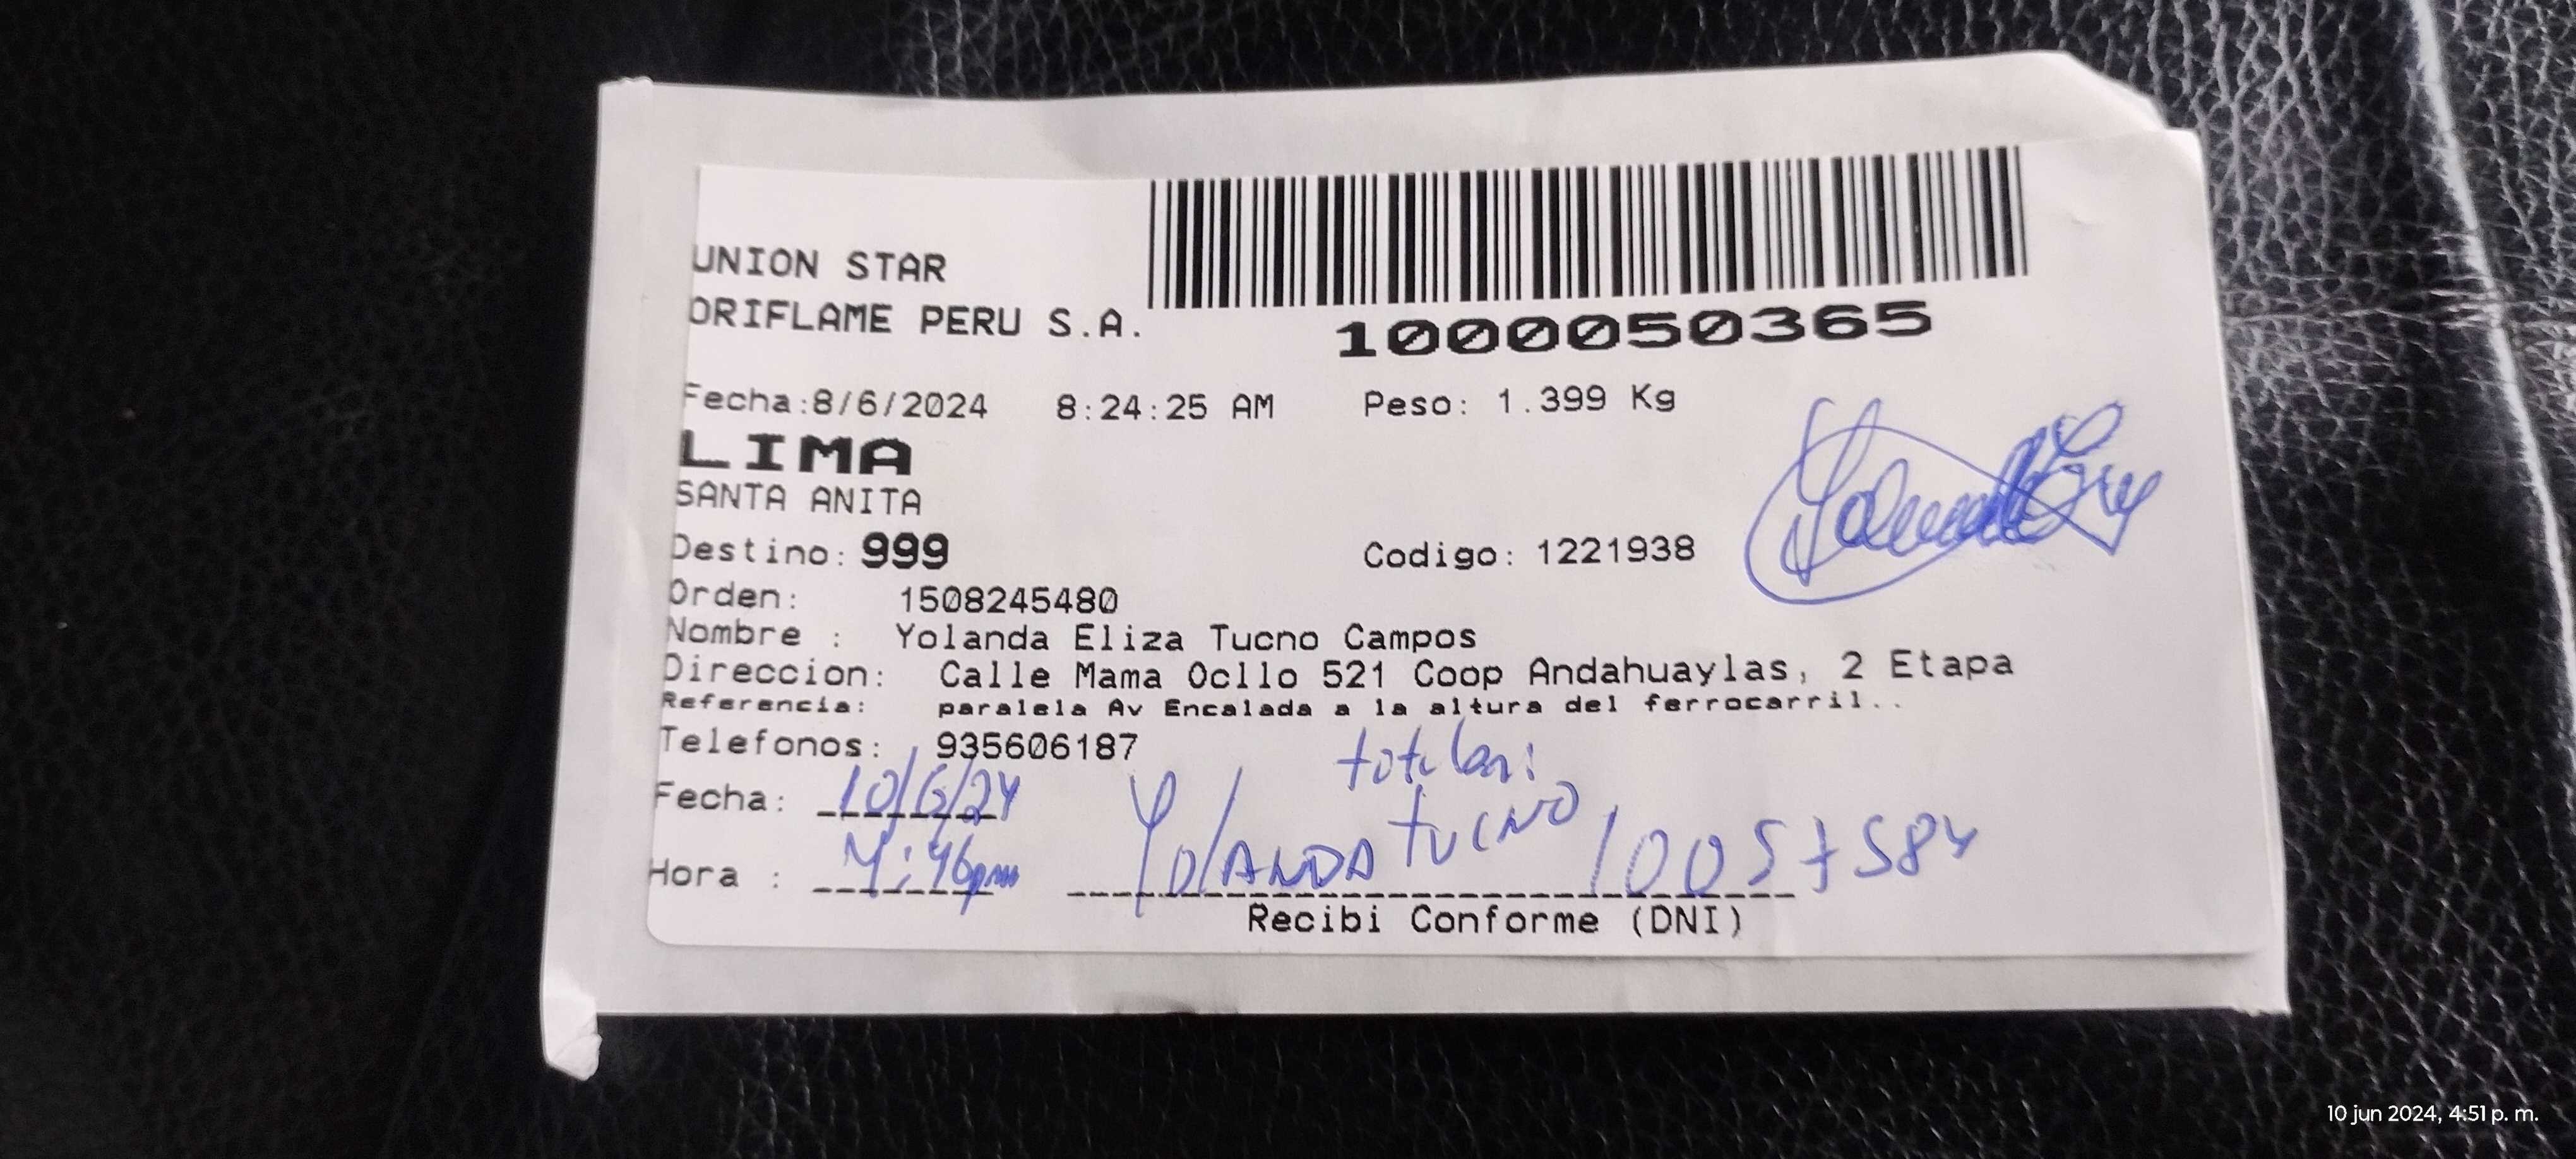 UNION STAR
ORIFLAME PERU S.A.
1000050365
Fecha:8/6/2024 8:24:25 AM Peso: 1.399 Kg
LIMA
SANTA ANITA
Destino: 999 Codigo: 1221938
Orden: 1508245480
Nombre : Yolanda Eliza Tucno Campos
Direccion: Calle Mama Ocllo 521 Coop Andahuaylas, 2 Etapa
Referencia: paralela Av Encalada a la altura del ferrocarril..
Telefonos: 935606187
Fecha: 10/6/24
Hora : 4:46pm YolANDA tucNO 10057584
Recibi Conforme (DNI)
10 jun 2024, 4:51 p. m.